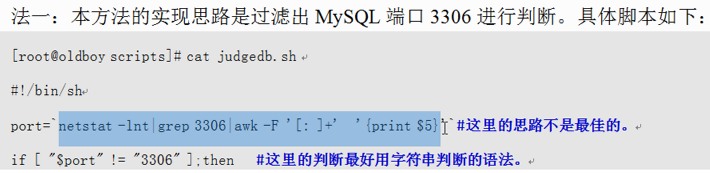 法一：本方法的实现思路是过滤出 MySQL 端口 3306 进行判断。具体脚本如下：
[root@oldboy scripts]# cat judgedb.sh
#!/bin/sh
port=`netstat -lnt|grep 3306|awk -F '[: ]+' '{print $5}'`#这里的思路不是最佳的。
if [ "$port" != "3306" ];then #这里的判断最好用字符串判断的语法。